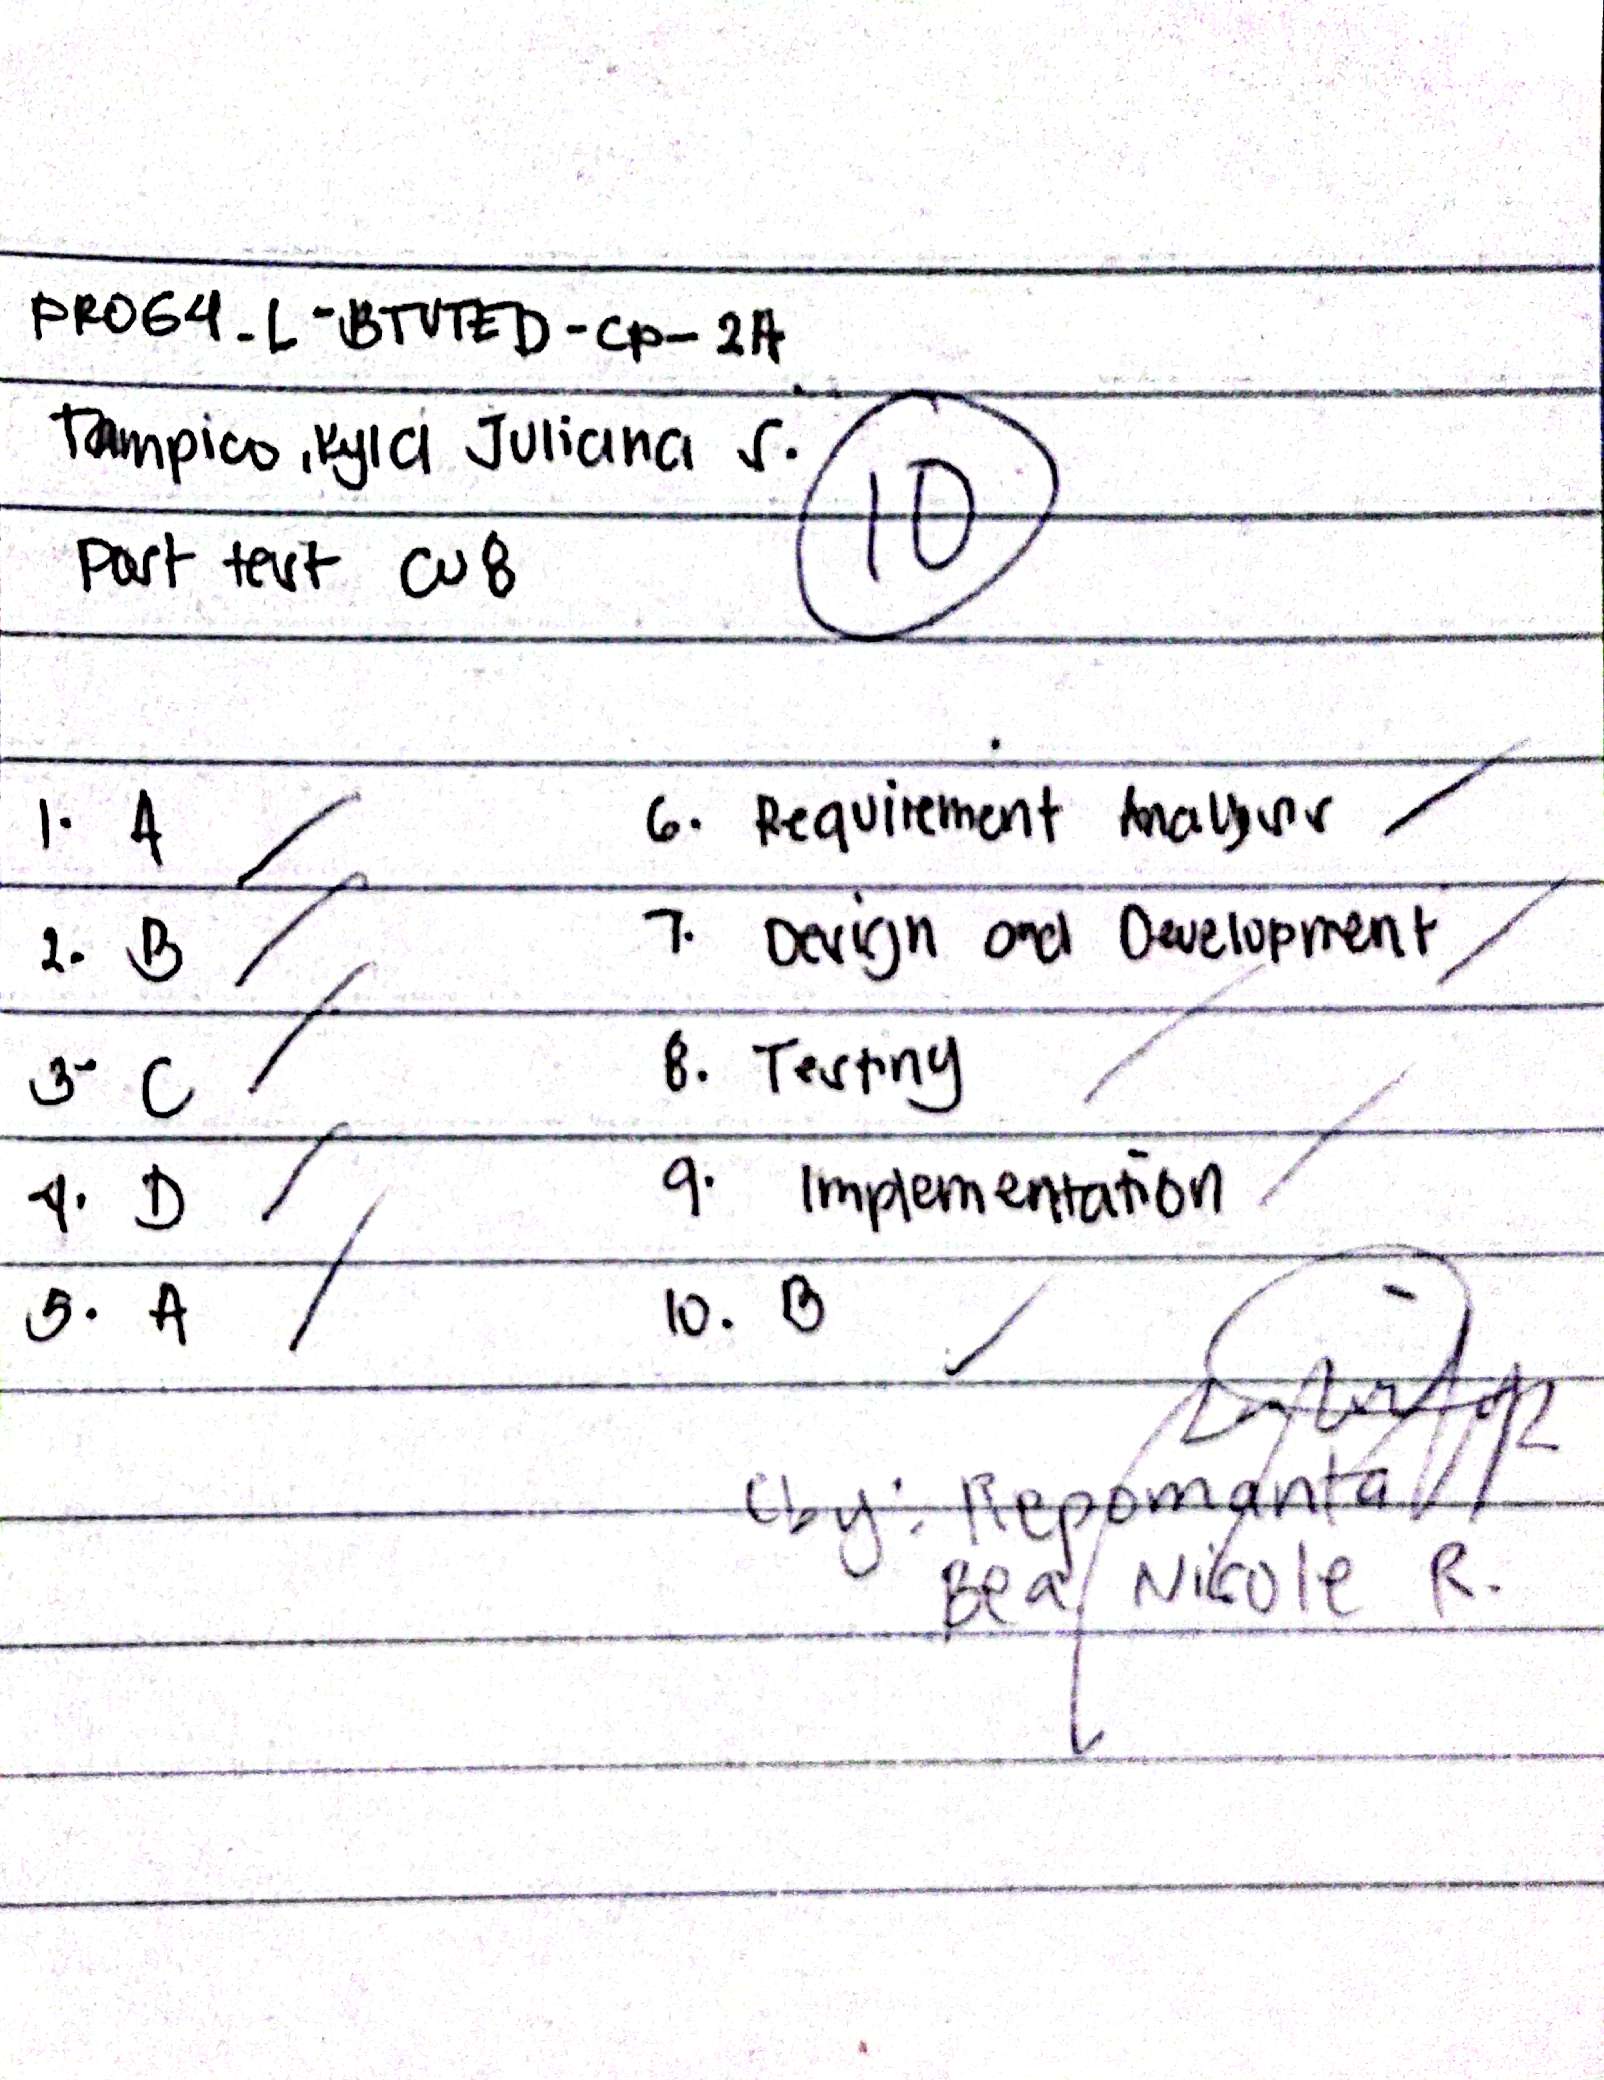 PROG4-L-BTVTED-CP-2A
Tampico, Kyla Juliana S.
10
Post test CU8
1. A
2. B
3- C
4. D
5. A
6. Requirement Analysis
7. Design and Development
8. Testing
9. Implementation
10. B
Cby: Repomanta
Bea Nicole R.